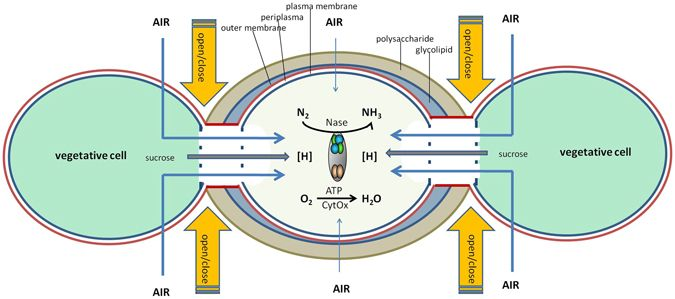 plasma membrane
periplasma
outer membrane
AIR
AIR
AIR
open/close
open/close
polysaccharide
glycolipid
N2
NH3
Nase
vegetative cell
sucrose
[H]
[H]
sucrose
vegetative cell
ATP
O2
H2O
CytOx
open/close
open/close
AIR
AIR
AIR